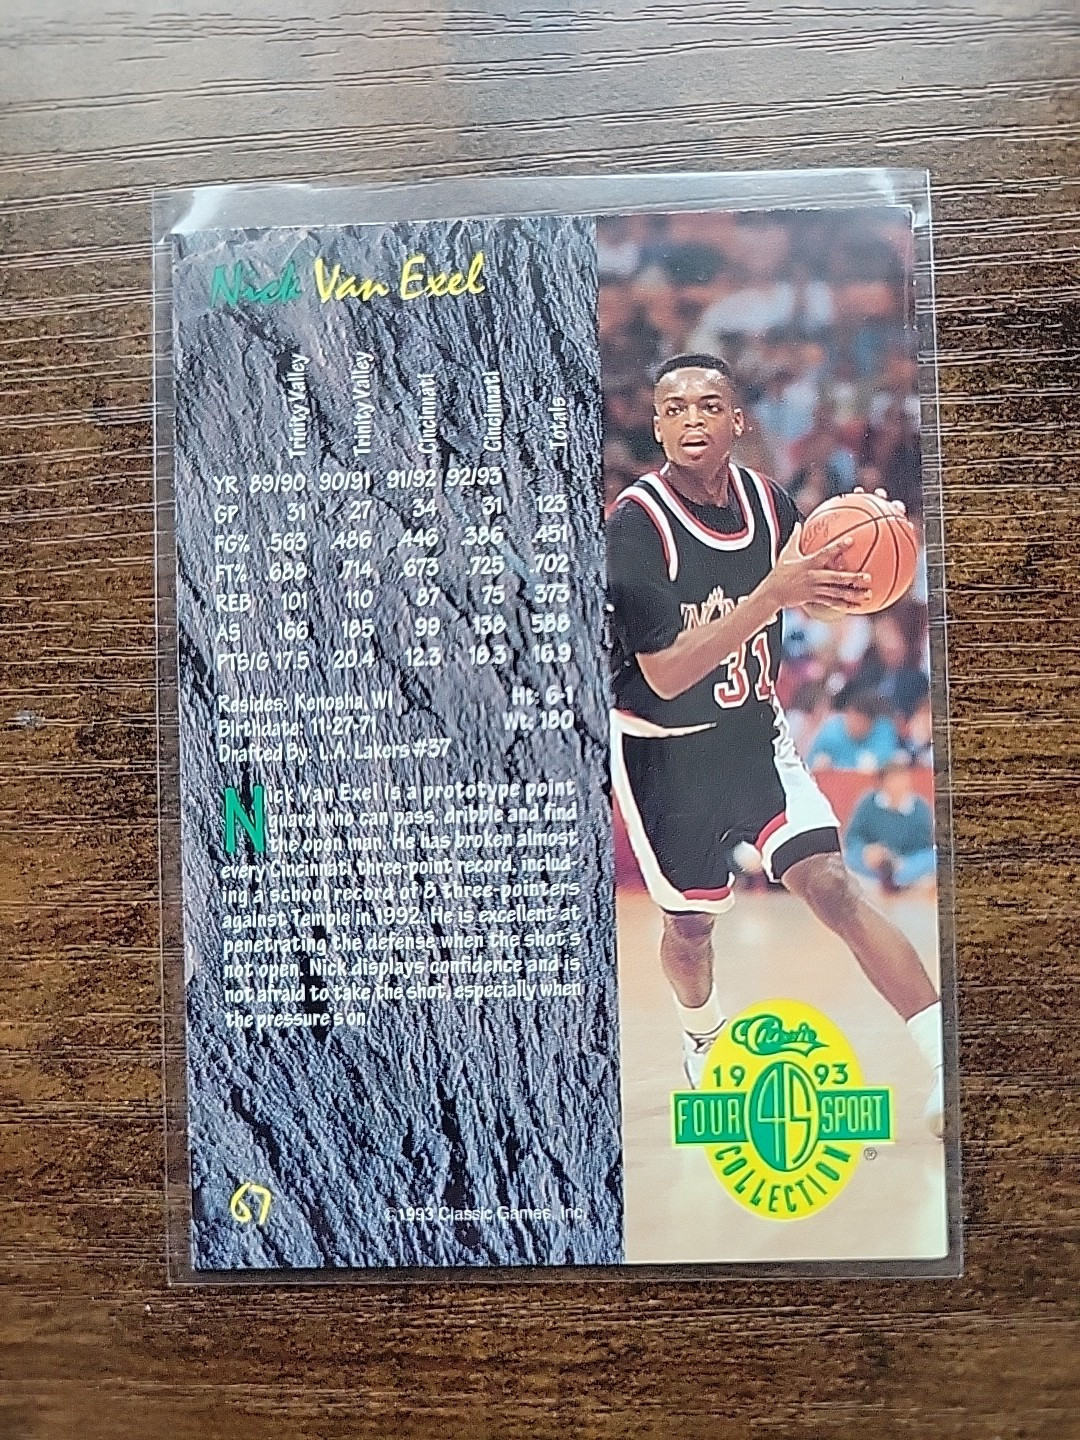 Nick Van Exel
Trinity Valley Trinity Valley Cincinnati Cincinnati Totals
YR 89/90 90/91 91/92 92/93
GP 31 27 34 31 123
FG% .563 .486 .446 .386 .451
FT% .688 .714 .673 .725 .702
REB 101 110 87 75 373
AS 166 185 99 138 588
PTS/G 17.5 20.4 12.3 18.3 16.9
Resides: Kenosha, WI Ht: 6-1
Birthdate: 11-27-71 Wt: 180
Drafted By: L.A. Lakers #37
Nick Van Exel is a prototype point
guard who can pass, dribble and find
the open man. He has broken almost
every Cincinnati three-point record, includ-
ing a school record of 8 three-pointers
against Temple in 1992. He is excellent at
penetrating the defense when the shot's
not open. Nick displays confidence and is
not afraid to take the shot, especially when
the pressure's on.
67
©1993 Classic Games, Inc.
31
Classic
1993
FOUR 4S SPORT
COLLECTION
®